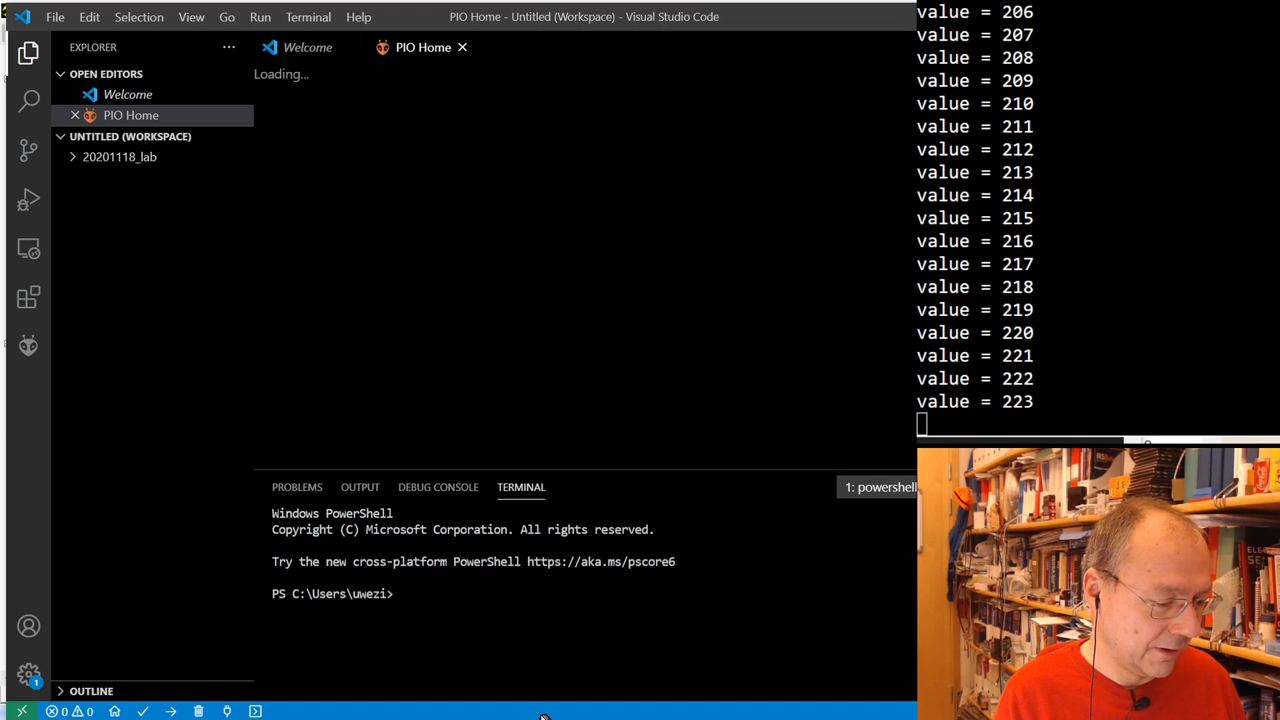 File Edit Selection View Go Run Terminal Help
PIO Home - Untitled (Workspace) - Visual Studio Code
EXPLORER
OPEN EDITORS
Welcome
PIO Home
UNTITLED (WORKSPACE)
20201118_lab
OUTLINE
Welcome
PIO Home
Loading...
PROBLEMS OUTPUT DEBUG CONSOLE TERMINAL
1: powershell
Windows PowerShell
Copyright (C) Microsoft Corporation. All rights reserved.
Try the new cross-platform PowerShell https://aka.ms/pscore6
PS C:\Users\uwezi>
1
0 0
value = 206
value = 207
value = 208
value = 209
value = 210
value = 211
value = 212
value = 213
value = 214
value = 215
value = 216
value = 217
value = 218
value = 219
value = 220
value = 221
value = 222
value = 223